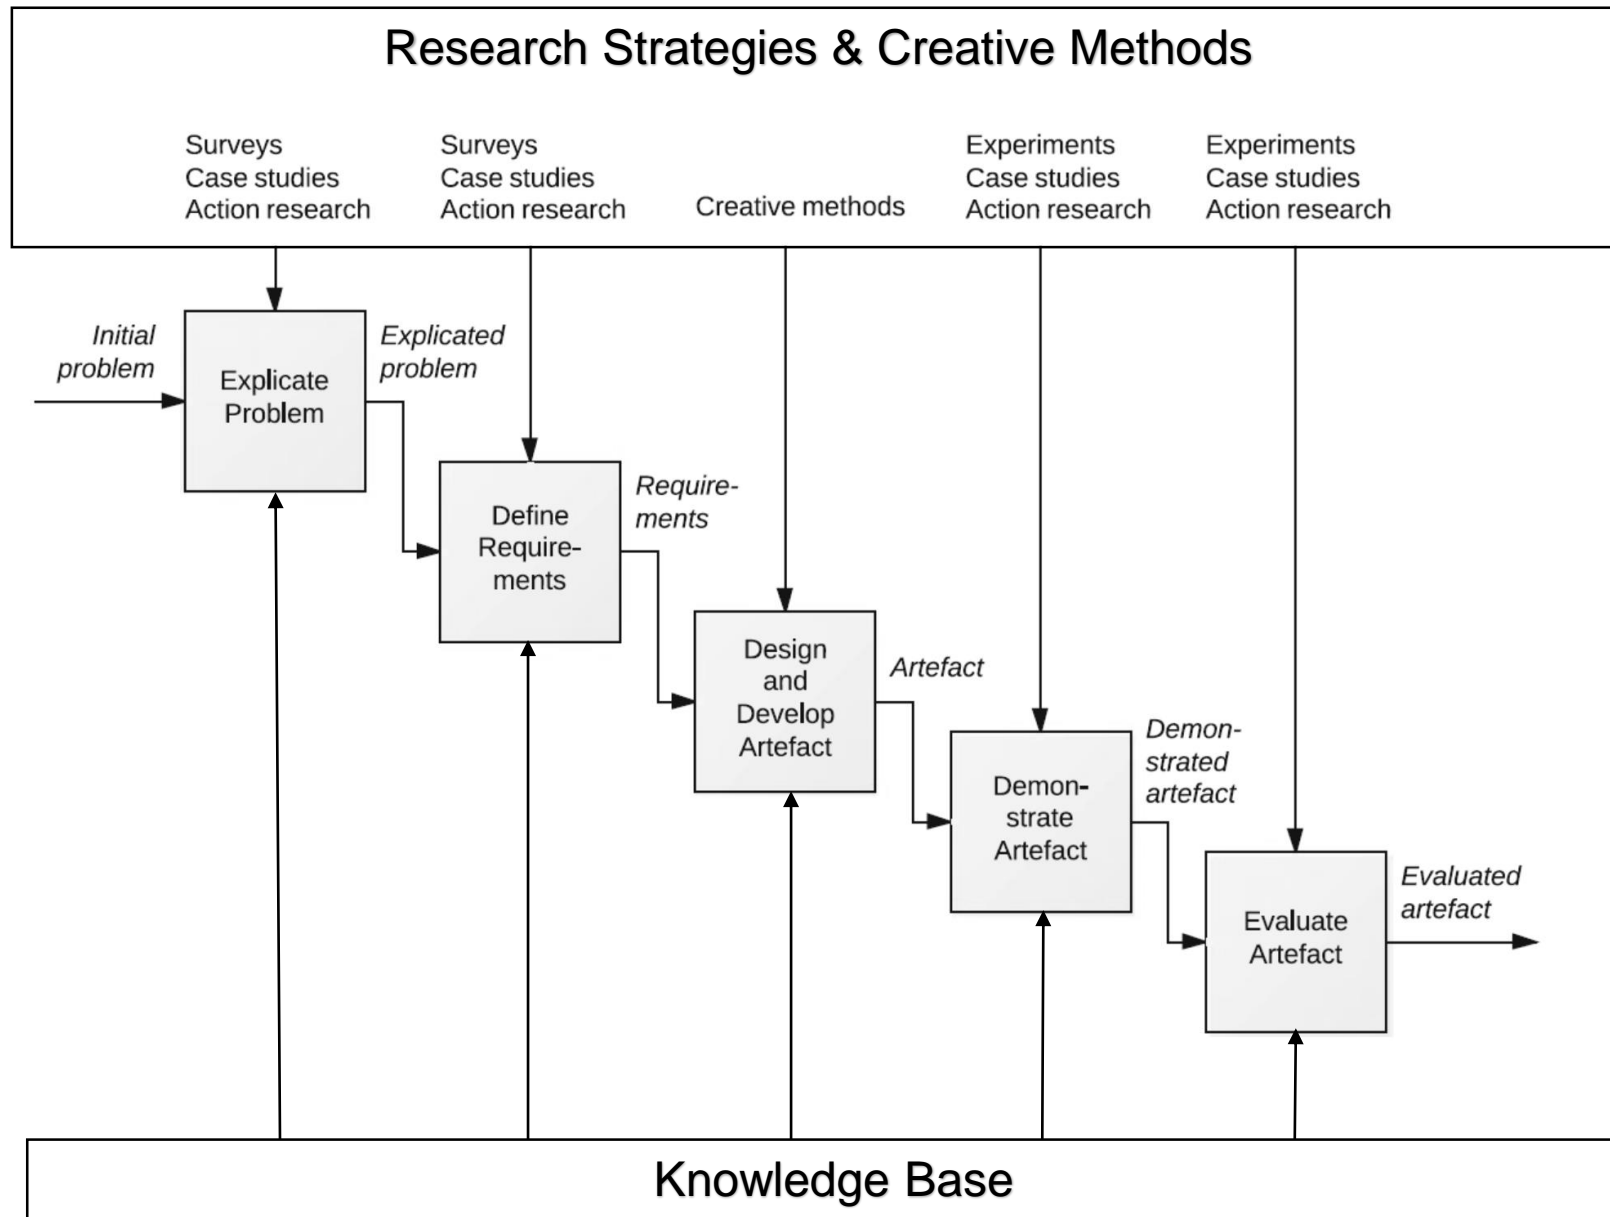 Research Strategies & Creative Methods
Surveys
Case studies
Action research
Surveys
Case studies
Action research
Creative methods
Experiments
Case studies
Action research
Experiments
Case studies
Action research
Initial
problem
Explicate
Problem
Explicated
problem
Define
Require-
ments
Require-
ments
Design
and
Develop
Artefact
Artefact
Demon-
strate
Artefact
Demon-
strated
artefact
Evaluate
Artefact
Evaluated
artefact
Knowledge Base